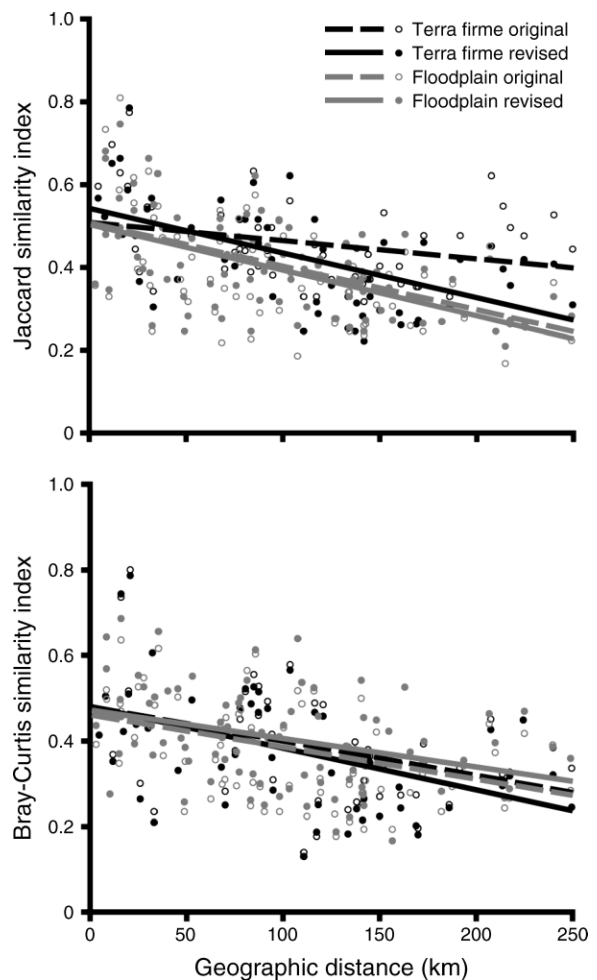 1.0
0.8
0.6
0.4
0.2
0
Jaccard similarity index
Terra firme original
Terra firme revised
Floodplain original
Floodplain revised
1.0
0.8
0.6
0.4
0.2
0
Bray-Curtis similarity index
0 50 100 150 200 250
Geographic distance (km)